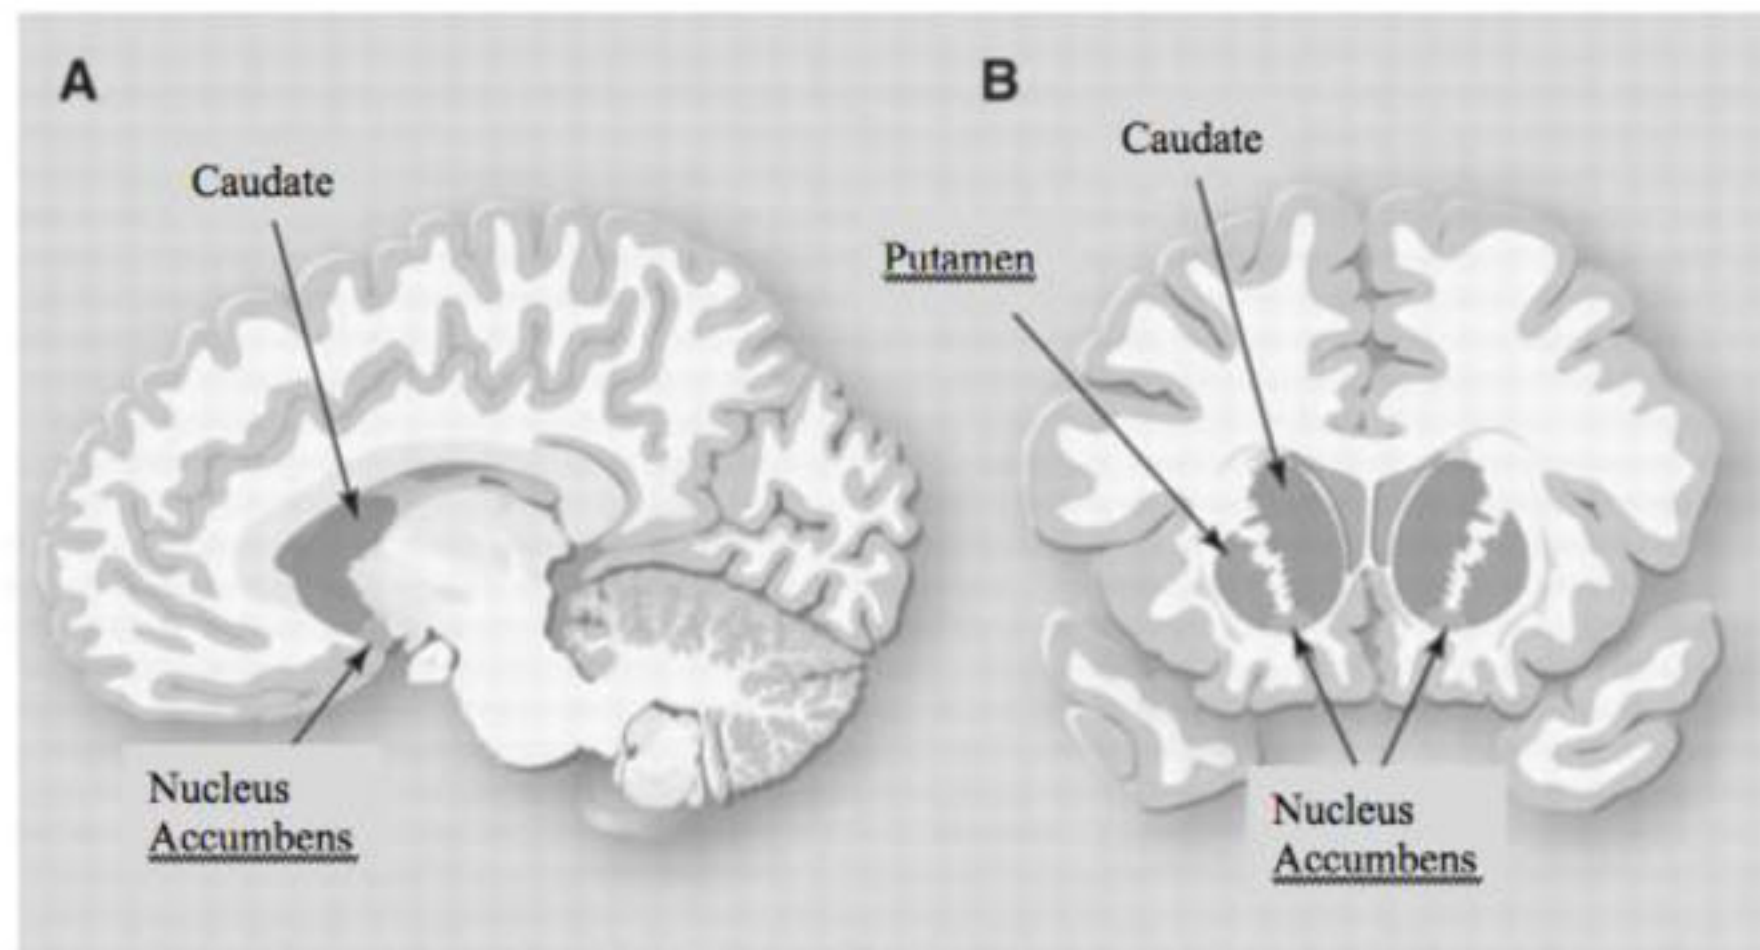 A
Caudate
Nucleus
Accumbens
B
Caudate
Putamen
Nucleus
Accumbens